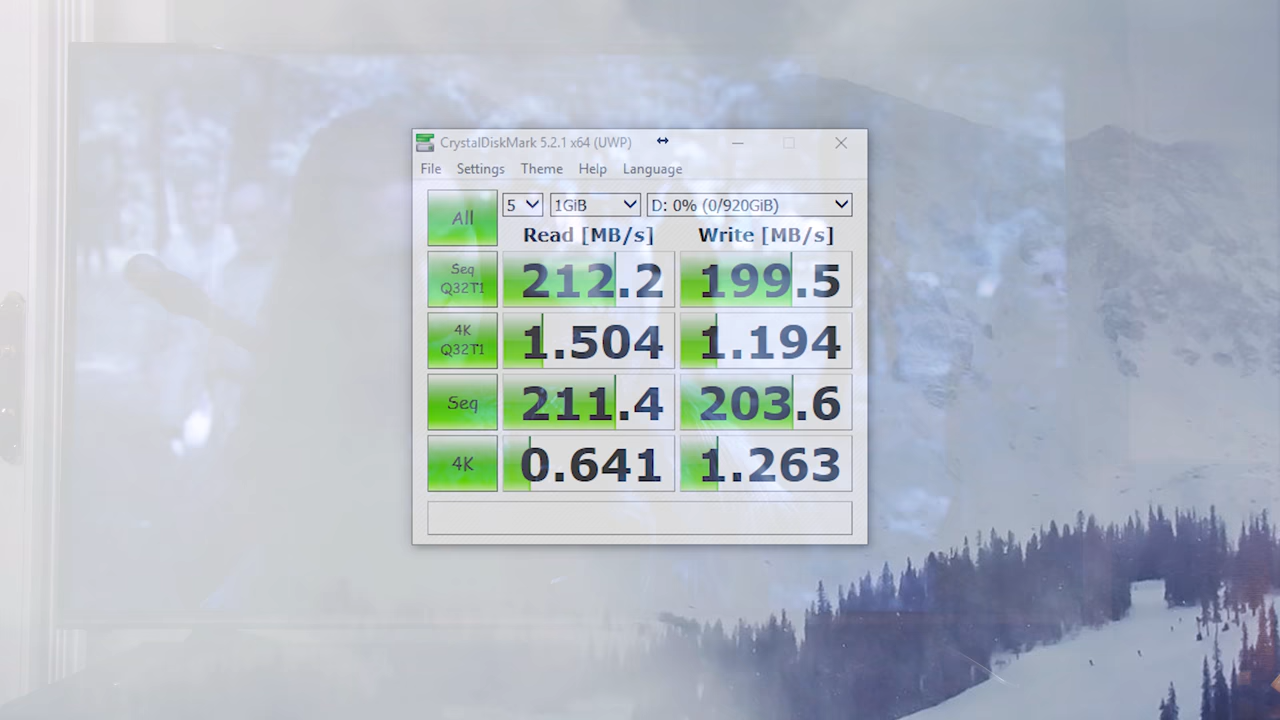 CrystalDiskMark 5.2.1 x64 (UWP)
File Settings Theme Help Language
All 5 1GiB D: 0% (0/920GiB)
Read [MB/s] Write [MB/s]
Seq Q32T1 212.2 199.5
4K Q32T1 1.504 1.194
Seq 211.4 203.6
4K 0.641 1.263